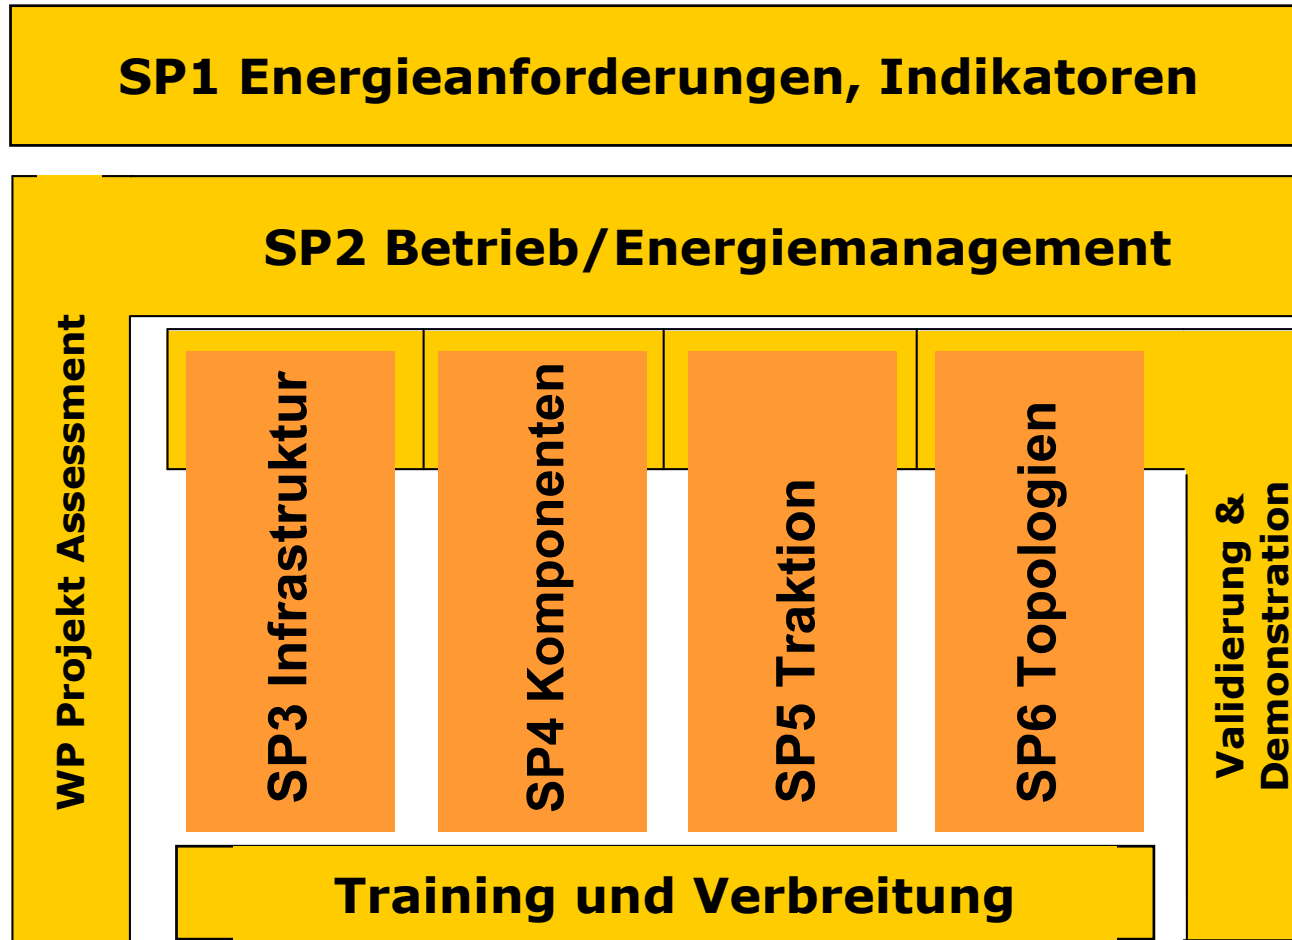 SP1 Energieanforderungen, Indikatoren
SP2 Betrieb/Energiemanagement
WP Projekt Assessment
SP3 Infrastruktur
SP4 Komponenten
SP5 Traktion
SP6 Topologien
Validierung &
Demonstration
Training und Verbreitung